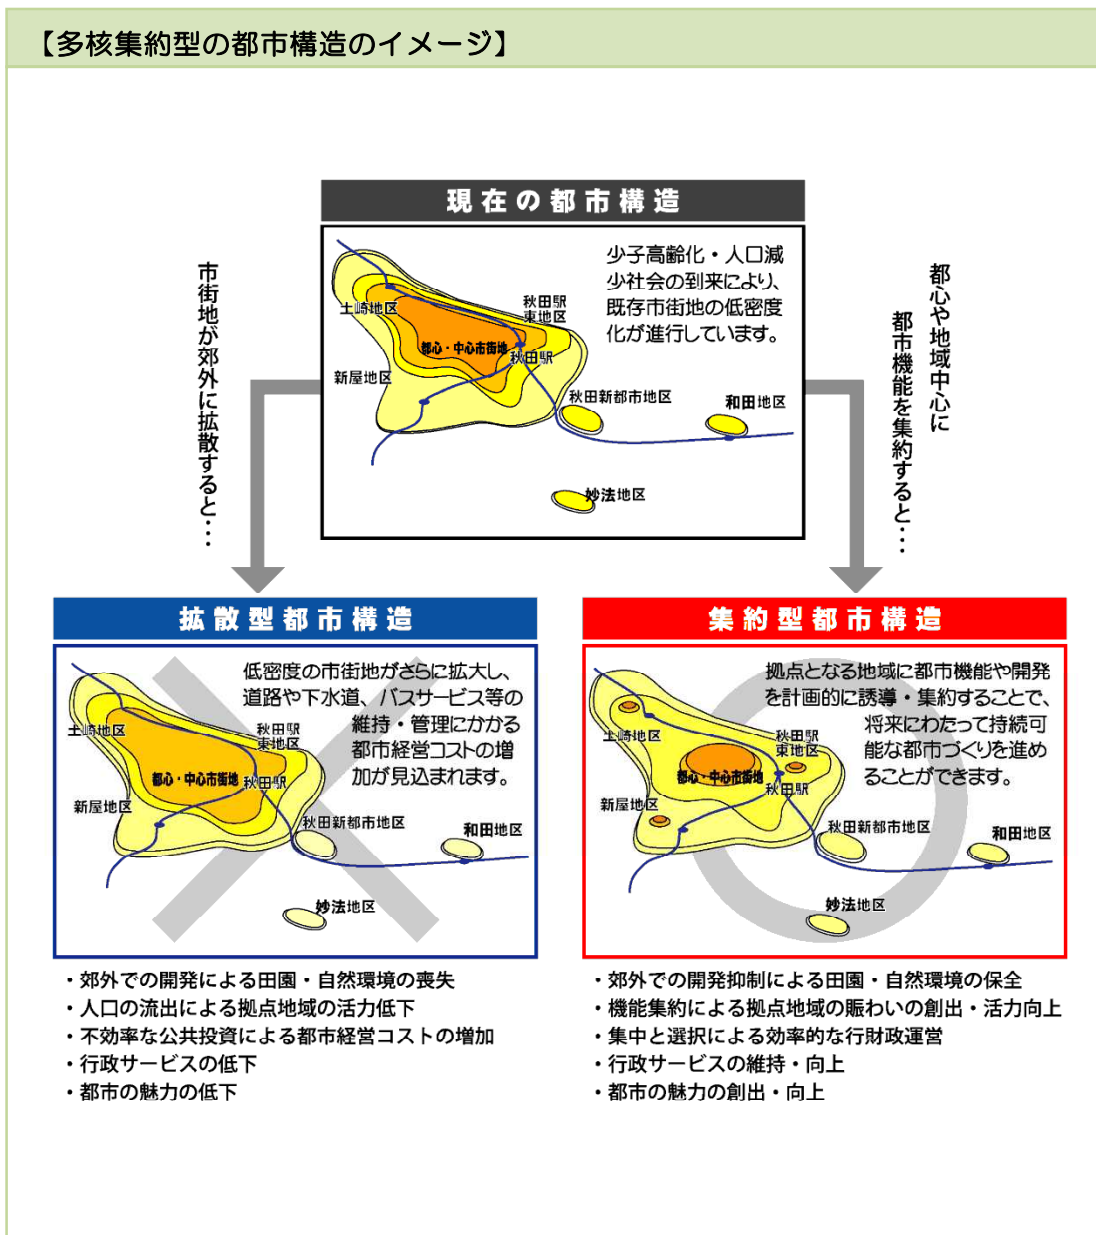 【多核集約型の都市構造のイメージ】
現在の都市構造
少子高齢化・人口減
少社会の到来により、
既存市街地の低密度
化が進行しています。
土崎地区
秋田駅
東地区
都心・中心市街地
秋田駅
新屋地区
秋田新都市地区
和田地区
妙法地区
市街地が郊外に拡散すると・・・
都心や地域中心に
都市機能を集約すると・・・
拡散型都市構造
低密度の市街地がさらに拡大し、
道路や下水道、バスサービス等の
維持・管理にかかる
都市経営コストの増
加が見込まれます。
土崎地区
秋田駅
東地区
都心・中心市街地
秋田駅
新屋地区
秋田新都市地区
和田地区
妙法地区
・郊外での開発による田園・自然環境の喪失
・人口の流出による拠点地域の活力低下
・不効率な公共投資による都市経営コストの増加
・行政サービスの低下
・都市の魅力の低下
集約型都市構造
拠点となる地域に都市機能や開発
を計画的に誘導・集約することで、
将来にわたって持続可
能な都市づくりを進め
ることができます。
土崎地区
秋田駅
東地区
都心・中心市街地
秋田駅
新屋地区
秋田新都市地区
和田地区
妙法地区
・郊外での開発抑制による田園・自然環境の保全
・機能集約による拠点地域の賑わいの創出・活力向上
・集中と選択による効率的な行財政運営
・行政サービスの維持・向上
・都市の魅力の創出・向上